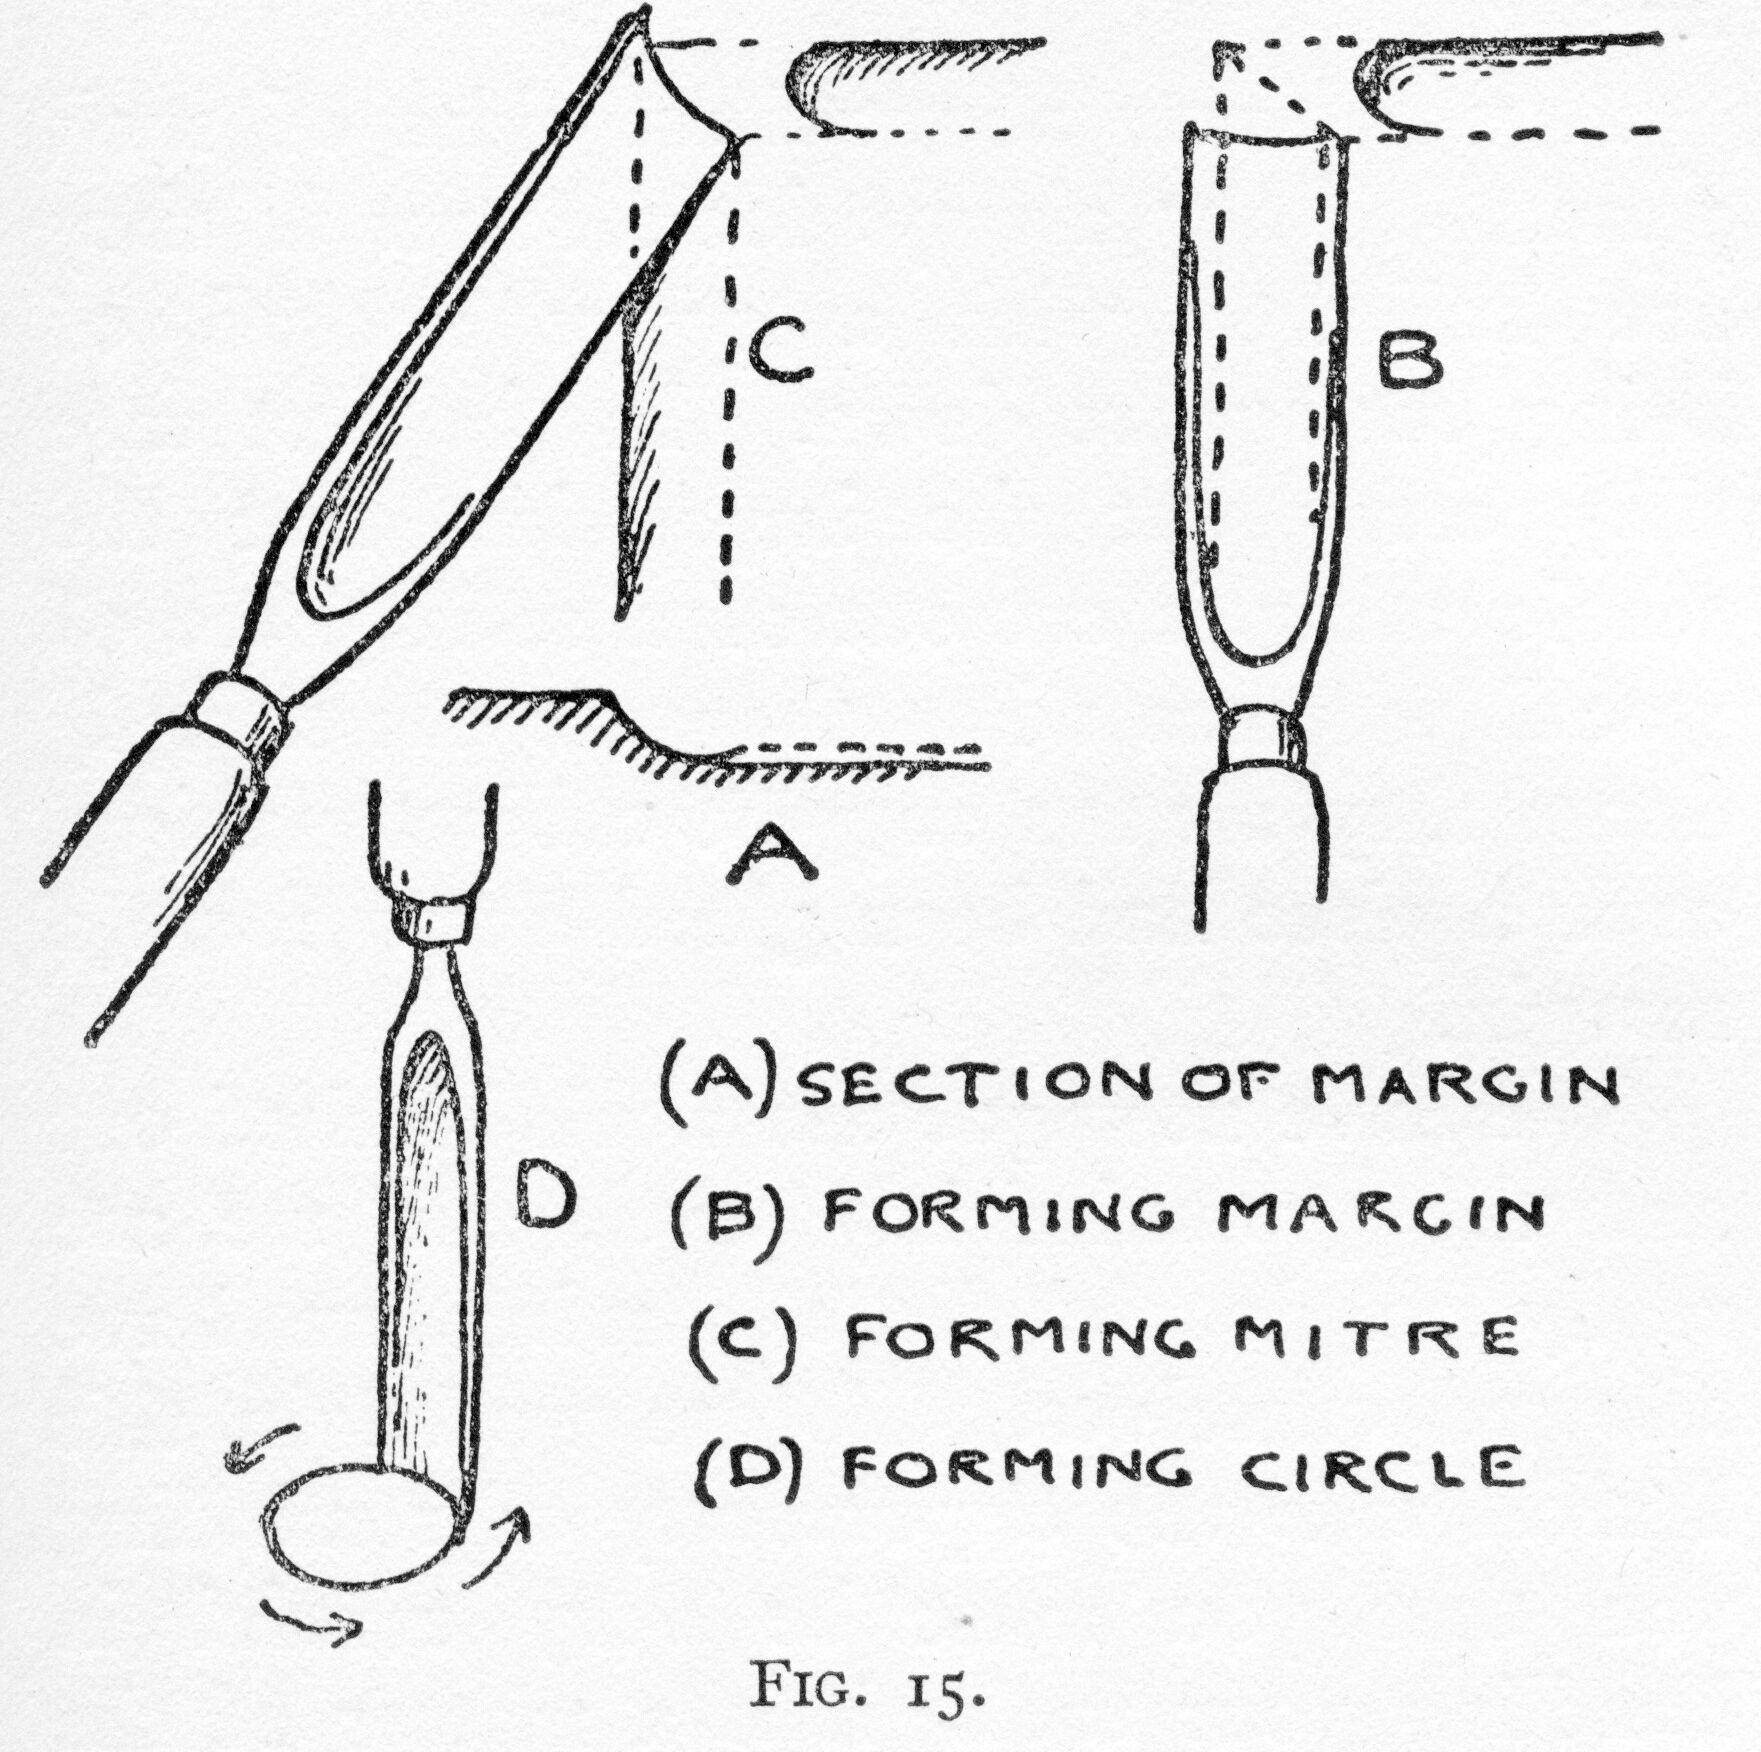 C
B
A
D
(A) SECTION OF MARGIN
(B) FORMING MARGIN
(C) FORMING MITRE
(D) FORMING CIRCLE
FIG. 15.